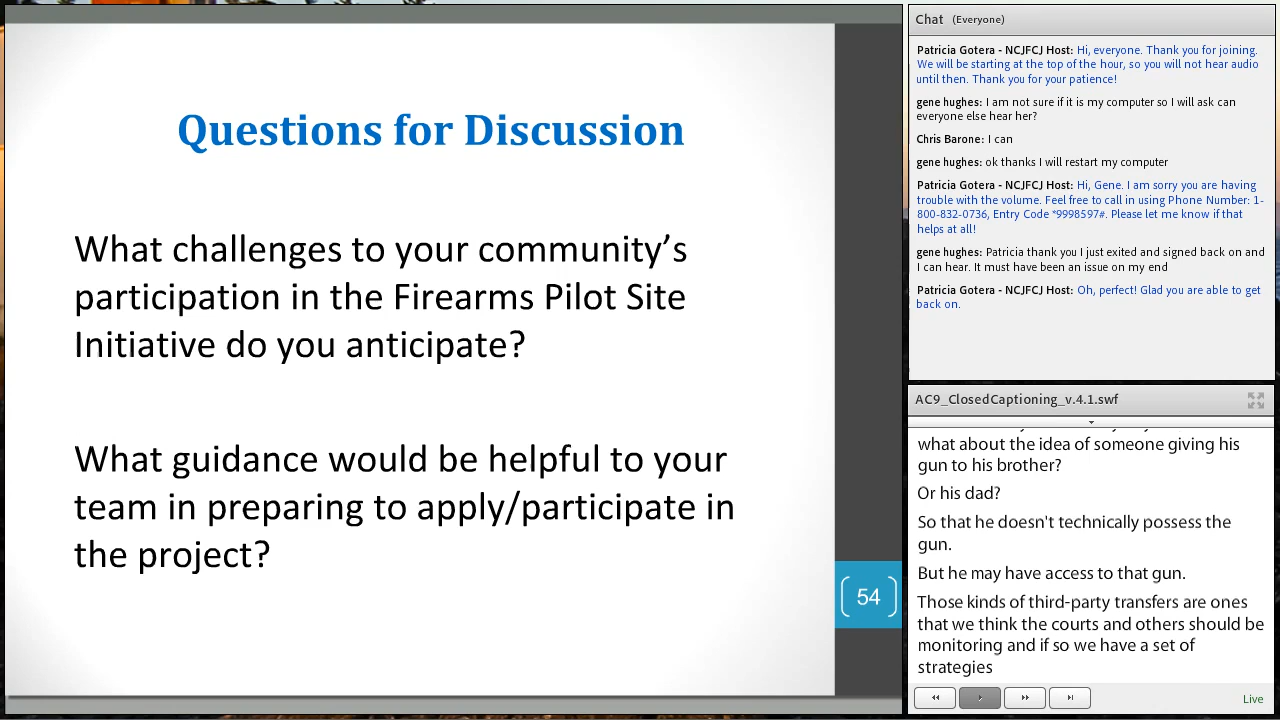 Questions for Discussion
What challenges to your community's
participation in the Firearms Pilot Site
Initiative do you anticipate?
What guidance would be helpful to your
team in preparing to apply/participate in
the project?
54
Chat (Everyone)
Patricia Gotera - NCJFCJ Host: Hi, everyone. Thank you for joining.
We will be starting at the top of the hour, so you will not hear audio
until then. Thank you for your patience!
gene hughes: I am not sure if it is my computer so I will ask can
everyone else hear her?
Chris Barone: I can
gene hughes: ok thanks I will restart my computer
Patricia Gotera - NCJFCJ Host: Hi, Gene. I am sorry you are having
trouble with the volume. Feel free to call in using Phone Number: 1-
800-832-0736, Entry Code *9998597#. Please let me know if that
helps at all!
gene hughes: Patricia thank you I just exited and signed back on and
I can hear. It must have been an issue on my end
Patricia Gotera - NCJFCJ Host: Oh, perfect! Glad you are able to get
back on.
AC9_ClosedCaptioning_v.4.1.swf
what about the idea of someone giving his
gun to his brother?
Or his dad?
So that he doesn't technically possess the
gun.
But he may have access to that gun.
Those kinds of third-party transfers are ones
that we think the courts and others should be
monitoring and if so we have a set of
strategies
Live